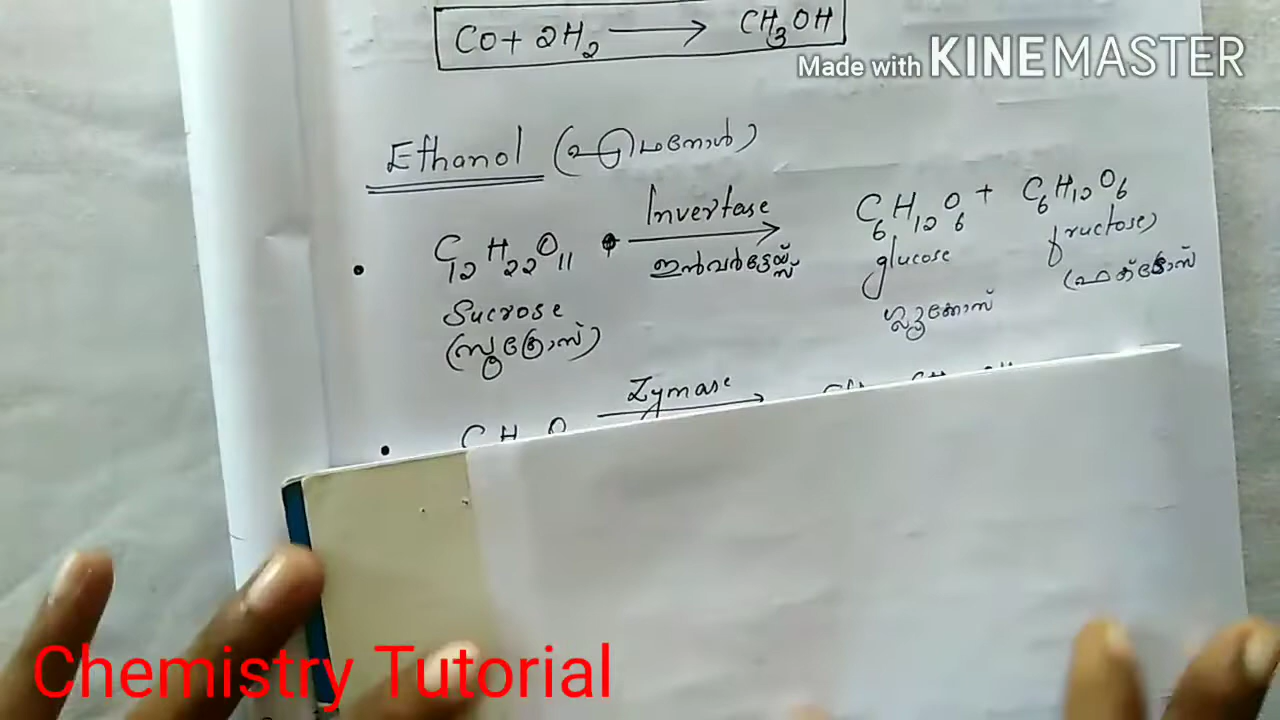 CO + 2H₂ ⟶ CH₃OH
Made with KINEMASTER
Ethanol (എഥനോൾ)
Invertase
C₁₂H₂₂O₁₁ ⟶ C₆H₁₂O₆ + C₆H₁₂O₆
ഇൻവർട്ടേയ്സ്
glucose fructose)
Sucrose
(സൂക്രോസ്) ഗ്ലൂക്കോസ് (ഫ്രക്ടോസ്
Zymase
Chemistry Tutorial